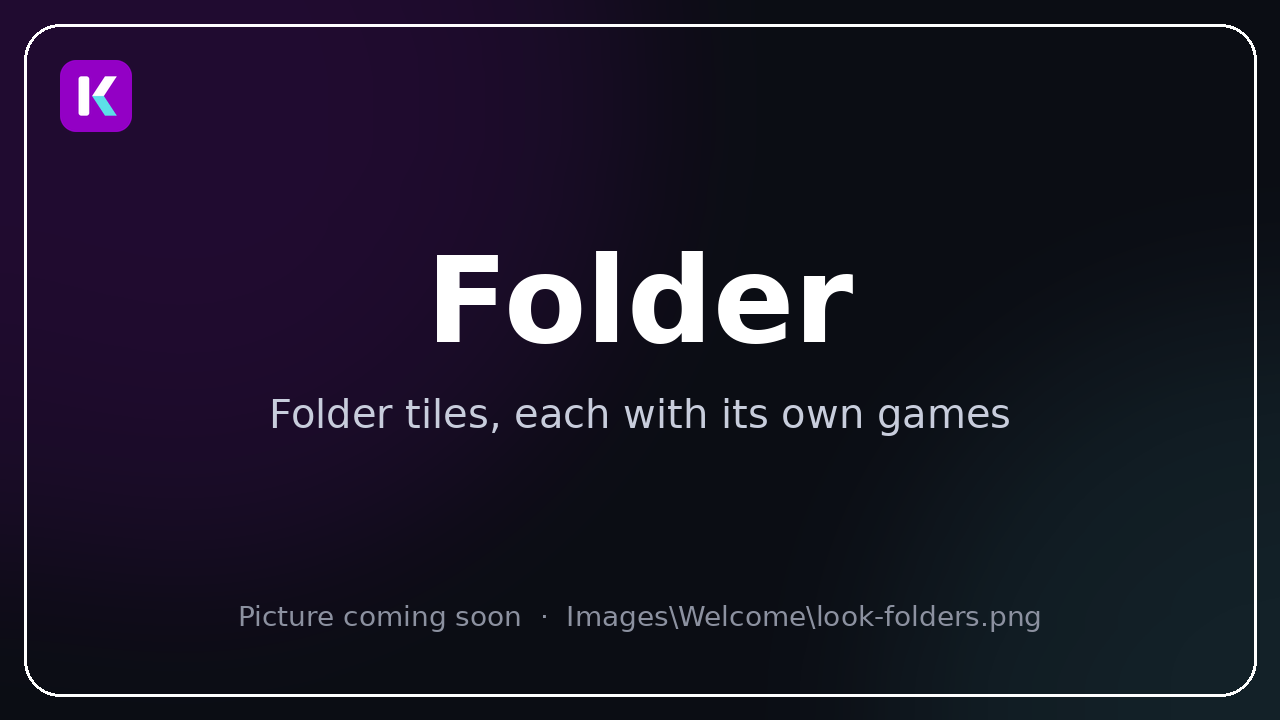 K
Folder
Folder tiles, each with its own games
Picture coming soon · Images\Welcome\look-folders.png